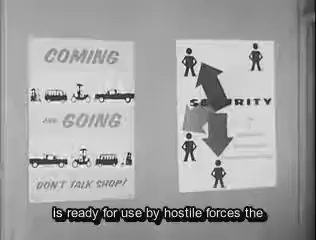 COMING
AND GOING
DON'T TALK SHOP!
SECURITY
is ready for use by hostile forces the